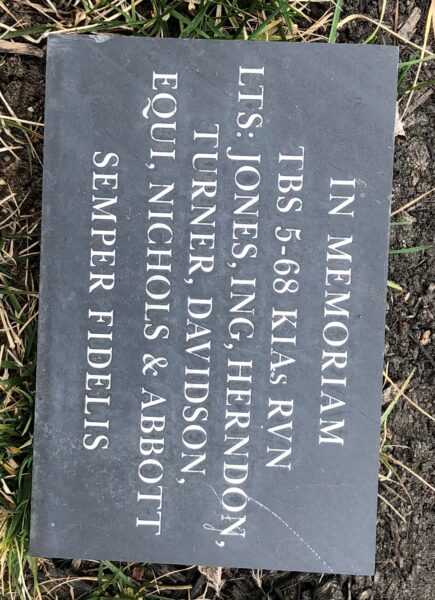 IN MEMORIAM
TBS 5-68 KIAs RVN
LTS: JONES, ING, HERNDON,
TURNER, DAVIDSON,
EQUI, NICHOLS & ABBOTT
SEMPER FIDELIS